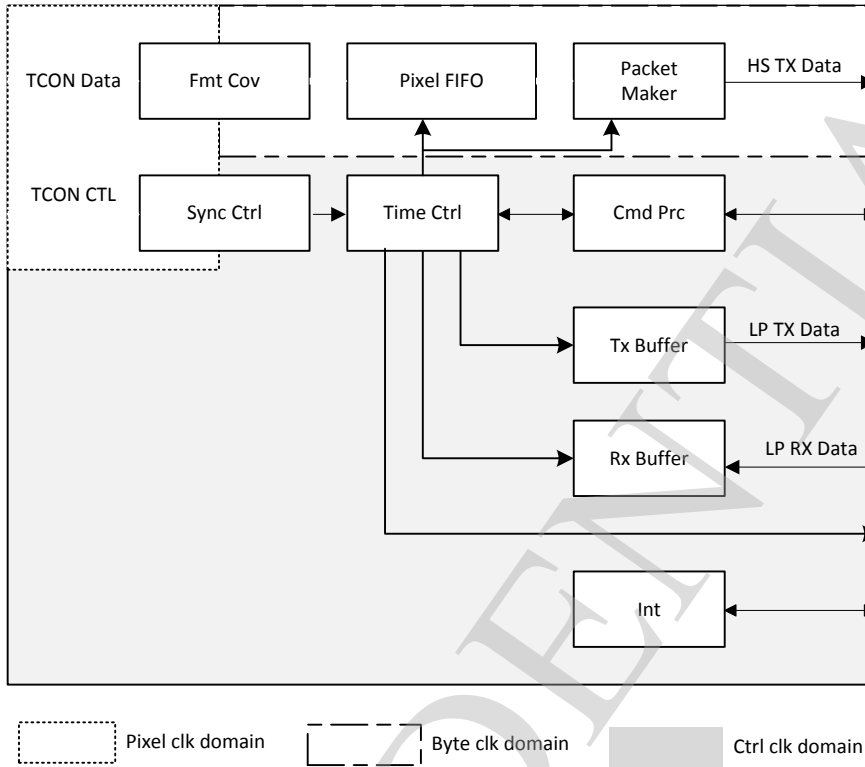 TCON Data
Fmt Cov
Pixel FIFO
Packet
Maker
HS TX Data
TCON CTL
Sync Ctrl
Time Ctrl
Cmd Prc
Tx Buffer
LP TX Data
Rx Buffer
LP RX Data
Int
Pixel clk domain
Byte clk domain
Ctrl clk domain